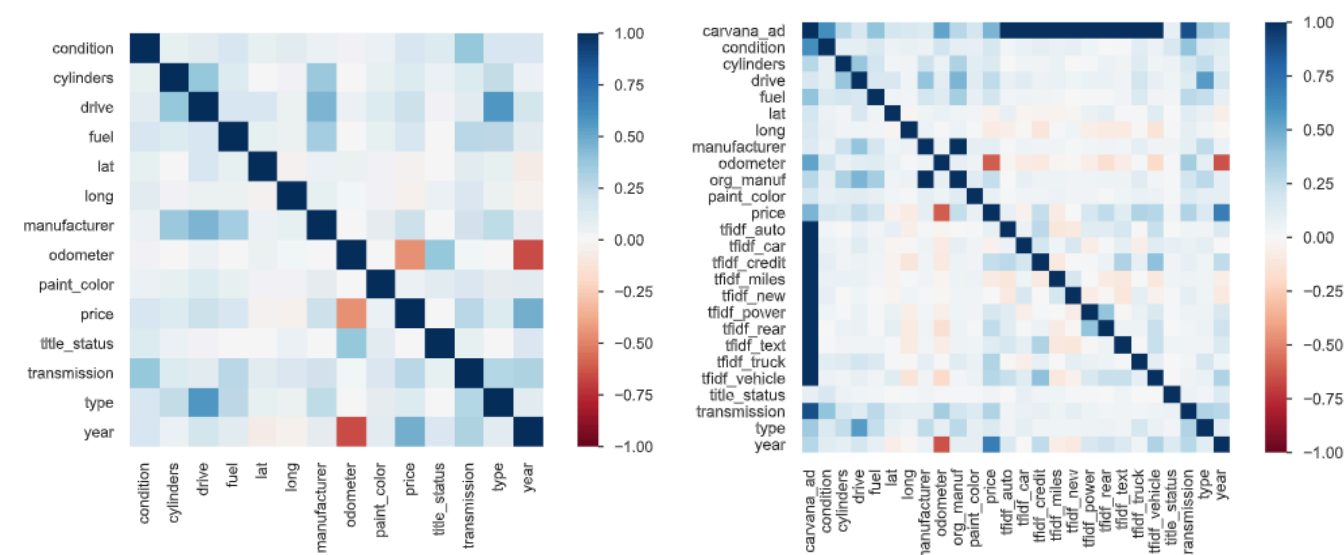 condition
cylinders
drive
fuel
lat
long
manufacturer
odometer
paint_color
price
title_status
transmission
type
year
condition
cylinders
drive
fuel
lat
long
manufacturer
odometer
paint_color
price
title_status
transmission
type
year
1.00
0.75
0.50
0.25
0.00
−0.25
−0.50
−0.75
−1.00
carvana_ad
condition
cylinders
drive
fuel
lat
long
manufacturer
odometer
org_manuf
paint_color
price
tfidf_auto
tfidf_car
tfidf_credit
tfidf_miles
tfidf_new
tfidf_power
tfidf_rear
tfidf_text
tfidf_truck
tfidf_vehicle
title_status
transmission
type
year
carvana_ad
condition
cylinders
drive
fuel
lat
long
manufacturer
odometer
org_manuf
paint_color
price
tfidf_auto
tfidf_car
tfidf_credit
tfidf_miles
tfidf_new
tfidf_power
tfidf_rear
tfidf_text
tfidf_truck
tfidf_vehicle
title_status
transmission
type
year
1.00
0.75
0.50
0.25
0.00
−0.25
−0.50
−0.75
−1.00